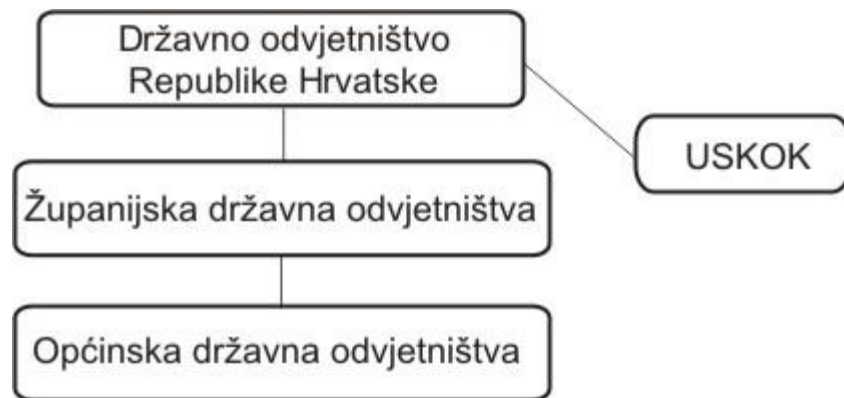 Državno odvjetništvo
Republike Hrvatske
USKOK
Županijska državna odvjetništva
Općinska državna odvjetništva